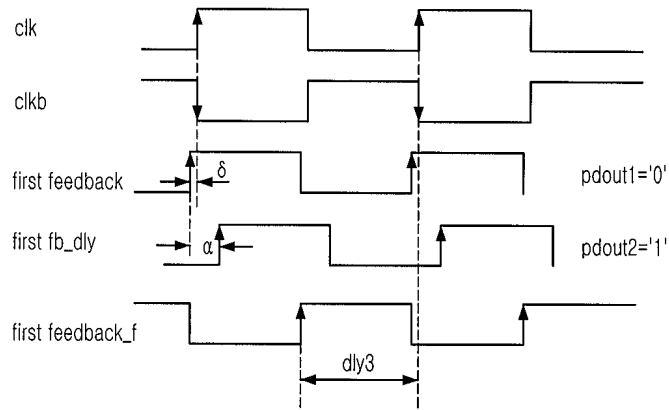 clk
clkb
first feedback
δ
pdout1='0'
first fb_dly
α
pdout2='1'
first feedback_f
dly3